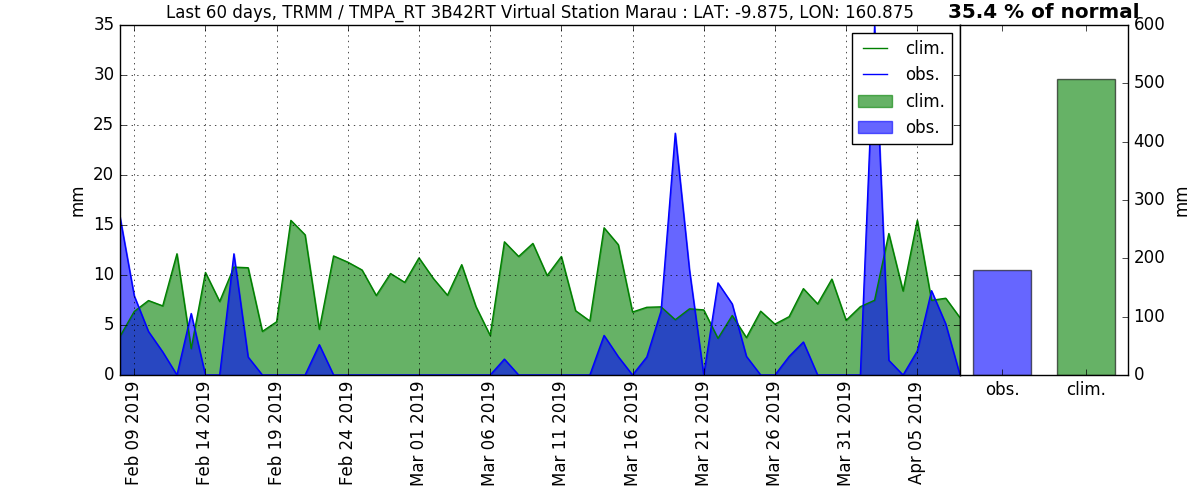 Last 60 days, TRMM / TMPA_RT 3B42RT Virtual Station Marau : LAT: -9.875, LON: 160.875
35.4 % of normal
35
30
25
20
15
10
5
0
mm
clim.
obs.
clim.
obs.
Feb 09 2019
Feb 14 2019
Feb 19 2019
Feb 24 2019
Mar 01 2019
Mar 06 2019
Mar 11 2019
Mar 16 2019
Mar 21 2019
Mar 26 2019
Mar 31 2019
Apr 05 2019
600
500
400
300
200
100
0
mm
obs.
clim.